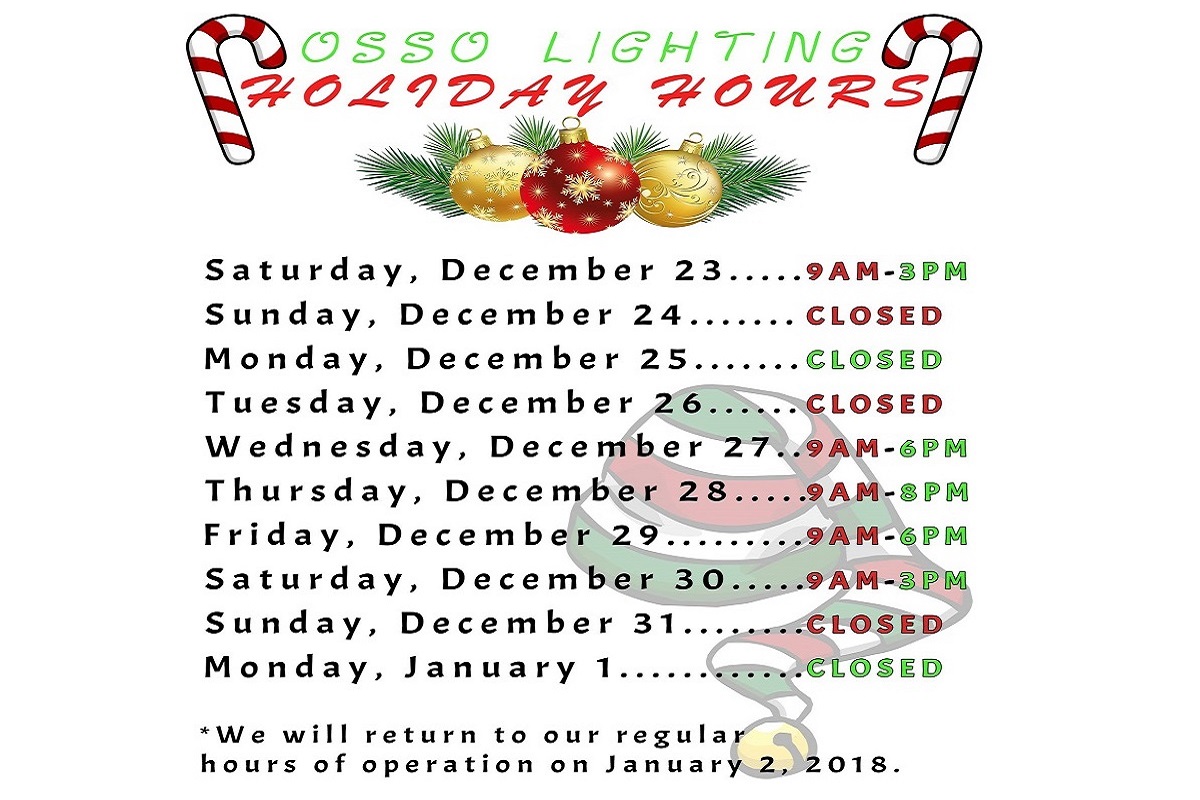 OSSO LIGHTING
HOLIDAY HOURS
Saturday, December 23.....9AM-3PM
Sunday, December 24....... CLOSED
Monday, December 25.......CLOSED
Tuesday, December 26......CLOSED
Wednesday, December 27..9AM-6PM
Thursday, December 28.....9AM-8PM
Friday, December 29.........9AM-6PM
Saturday, December 30.....9AM-3PM
Sunday, December 31........CLOSED
Monday, January 1............CLOSED
*We will return to our regular
hours of operation on January 2, 2018.